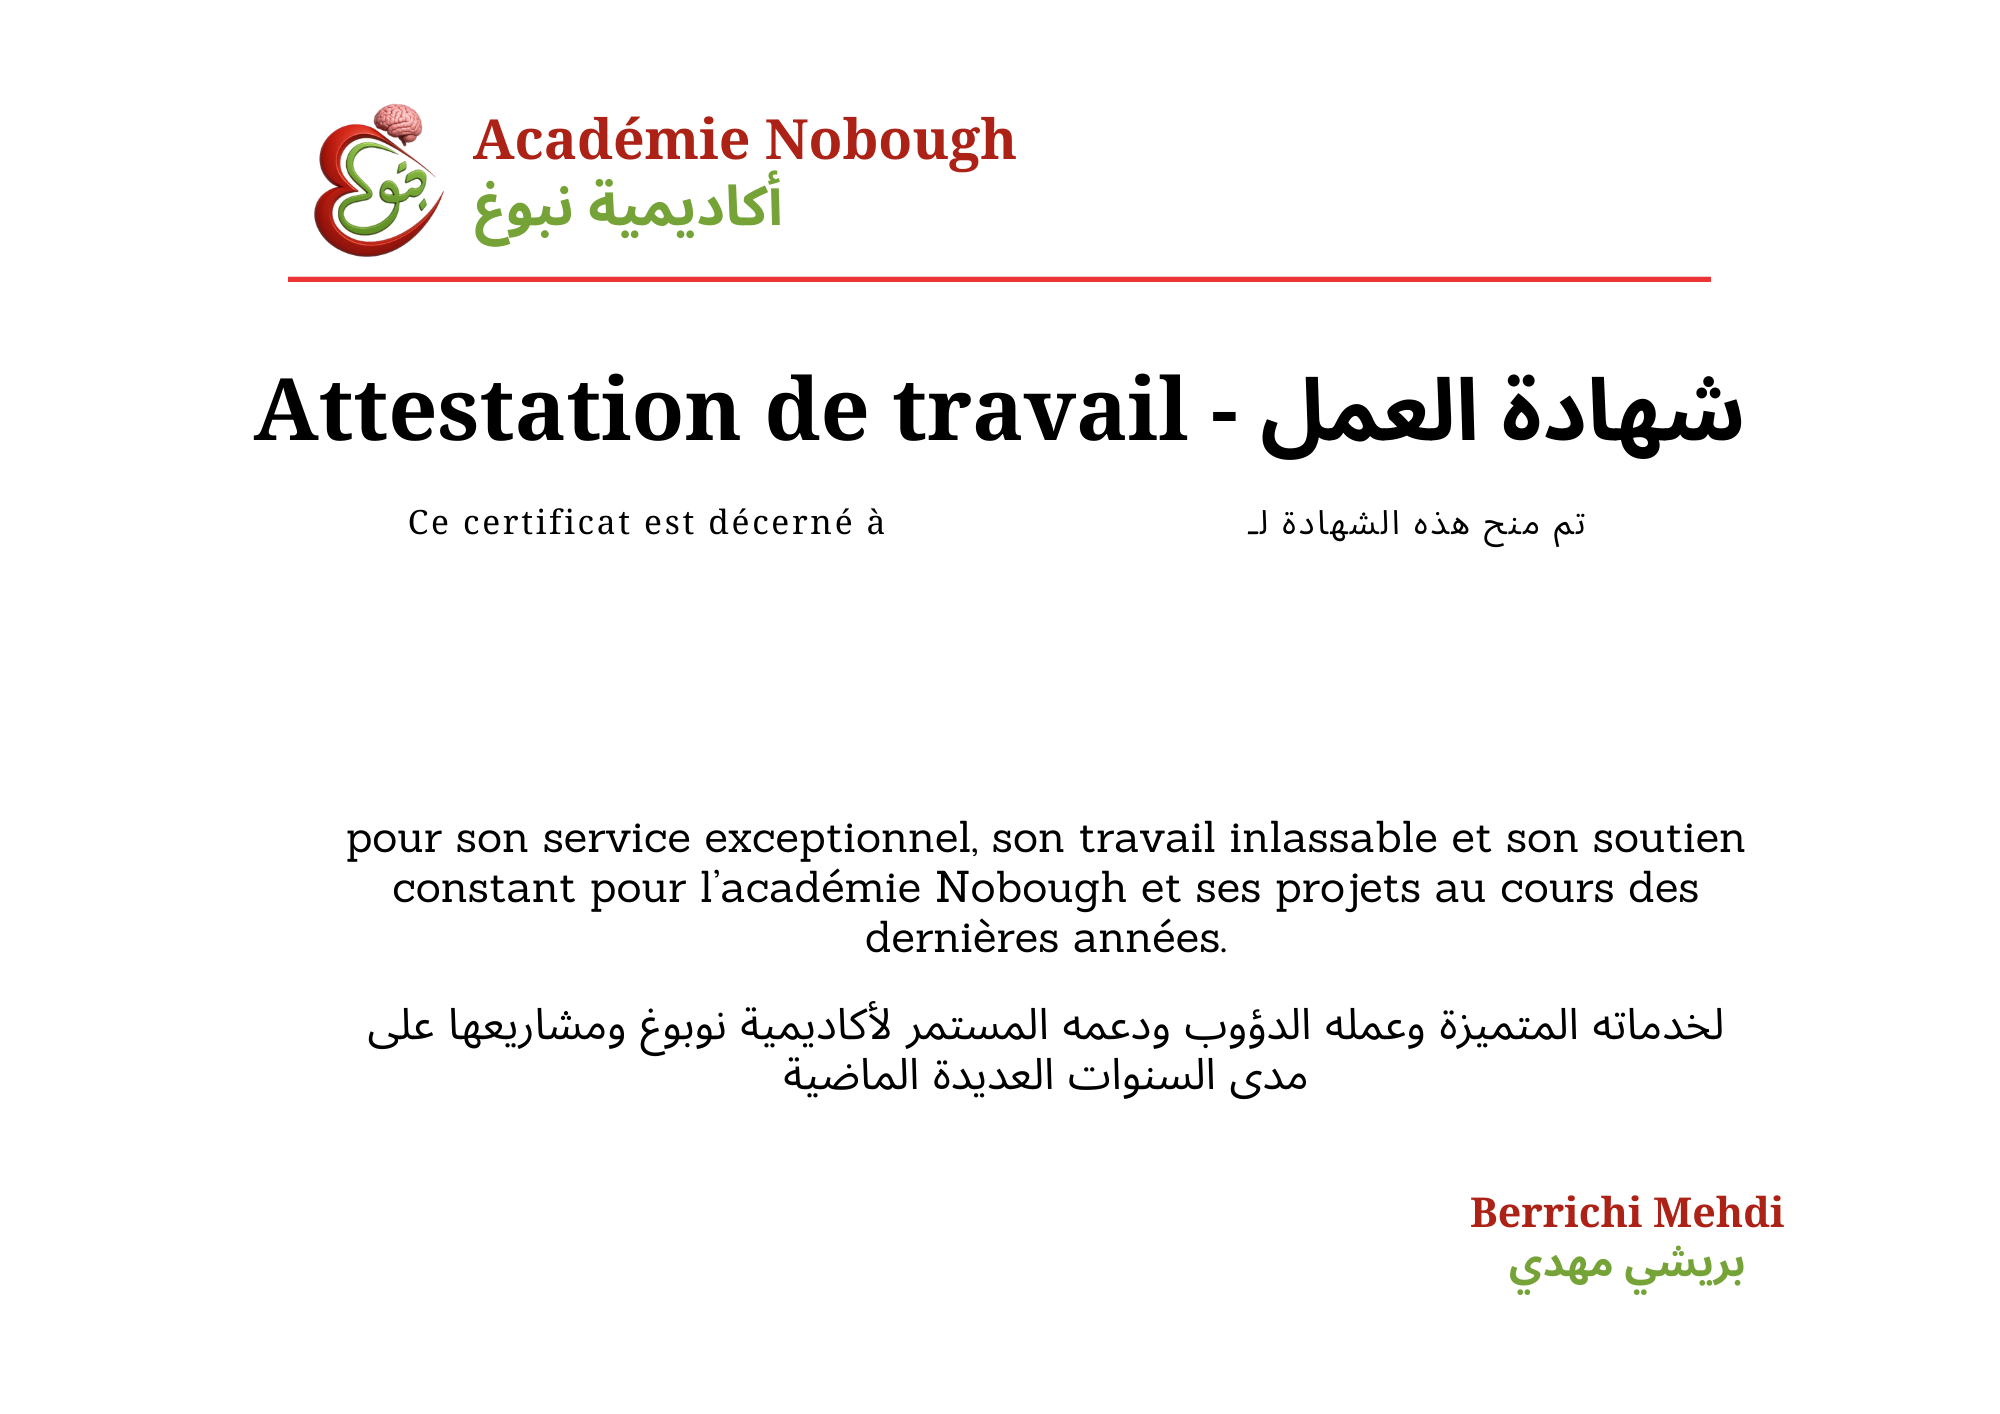 نبوغ
Académie Nobough
أكاديمية نبوغ
Attestation de travail - شهادة العمل
Ce certificat est décerné à
تم منح هذه الشهادة لـ
pour son service exceptionnel, son travail inlassable et son soutien
constant pour l’académie Nobough et ses projets au cours des
dernières années.
لخدماته المتميزة وعمله الدؤوب ودعمه المستمر لأكاديمية نوبوغ ومشاريعها على
مدى السنوات العديدة الماضية
Berrichi Mehdi
بريشي مهدي